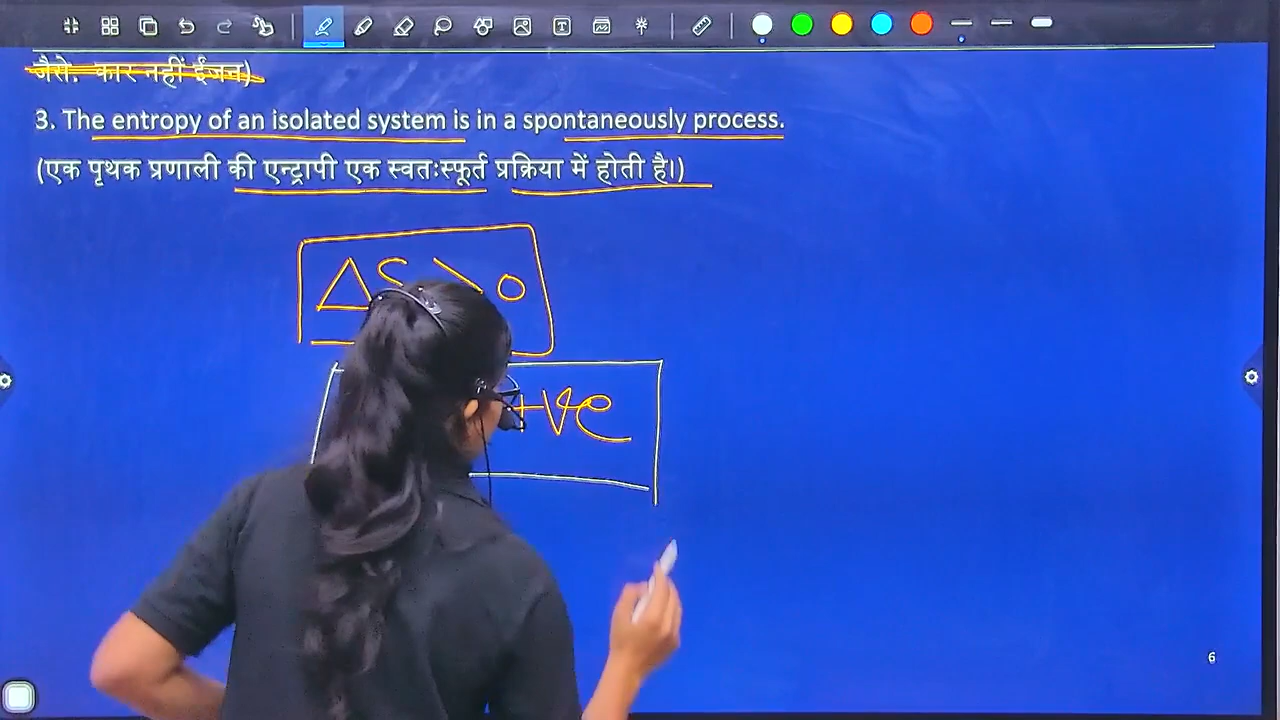 जैसे: कार नहीं ईंजन)
3. The entropy of an isolated system is in a spontaneously process.
(एक पृथक प्रणाली की एन्ट्रापी एक स्वतःस्फूर्त प्रक्रिया में होती है।)
ΔS > 0
+ve
6